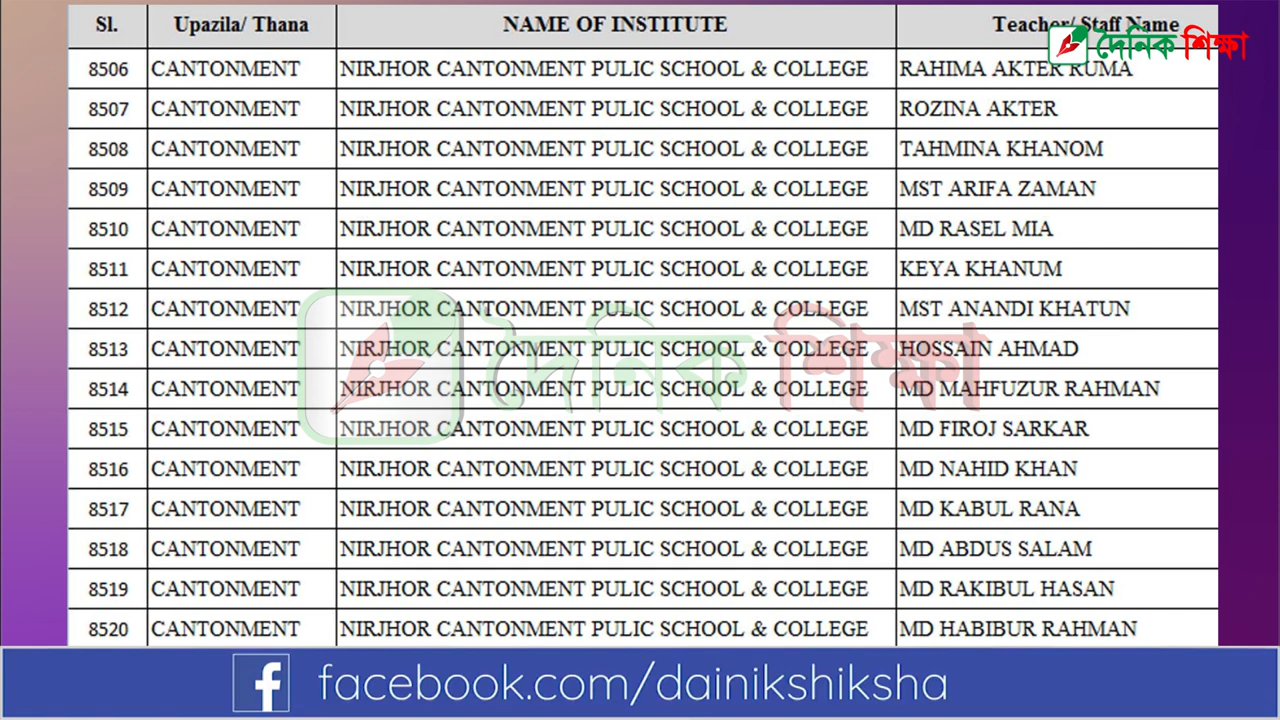 Sl. Upazila/ Thana NAME OF INSTITUTE Teacher/ Staff Name
দৈনিক শিক্ষা
8506 CANTONMENT NIRJHOR CANTONMENT PULIC SCHOOL & COLLEGE RAHIMA AKTER RUMA
8507 CANTONMENT NIRJHOR CANTONMENT PULIC SCHOOL & COLLEGE ROZINA AKTER
8508 CANTONMENT NIRJHOR CANTONMENT PULIC SCHOOL & COLLEGE TAHMINA KHANOM
8509 CANTONMENT NIRJHOR CANTONMENT PULIC SCHOOL & COLLEGE MST ARIFA ZAMAN
8510 CANTONMENT NIRJHOR CANTONMENT PULIC SCHOOL & COLLEGE MD RASEL MIA
8511 CANTONMENT NIRJHOR CANTONMENT PULIC SCHOOL & COLLEGE KEYA KHANUM
8512 CANTONMENT NIRJHOR CANTONMENT PULIC SCHOOL & COLLEGE MST ANANDI KHATUN
8513 CANTONMENT NIRJHOR CANTONMENT PULIC SCHOOL & COLLEGE HOSSAIN AHMAD
দৈনিক শিক্ষা
8514 CANTONMENT NIRJHOR CANTONMENT PULIC SCHOOL & COLLEGE MD MAHFUZUR RAHMAN
8515 CANTONMENT NIRJHOR CANTONMENT PULIC SCHOOL & COLLEGE MD FIROJ SARKAR
8516 CANTONMENT NIRJHOR CANTONMENT PULIC SCHOOL & COLLEGE MD NAHID KHAN
8517 CANTONMENT NIRJHOR CANTONMENT PULIC SCHOOL & COLLEGE MD KABUL RANA
8518 CANTONMENT NIRJHOR CANTONMENT PULIC SCHOOL & COLLEGE MD ABDUS SALAM
8519 CANTONMENT NIRJHOR CANTONMENT PULIC SCHOOL & COLLEGE MD RAKIBUL HASAN
8520 CANTONMENT NIRJHOR CANTONMENT PULIC SCHOOL & COLLEGE MD HABIBUR RAHMAN
facebook.com/dainikshiksha